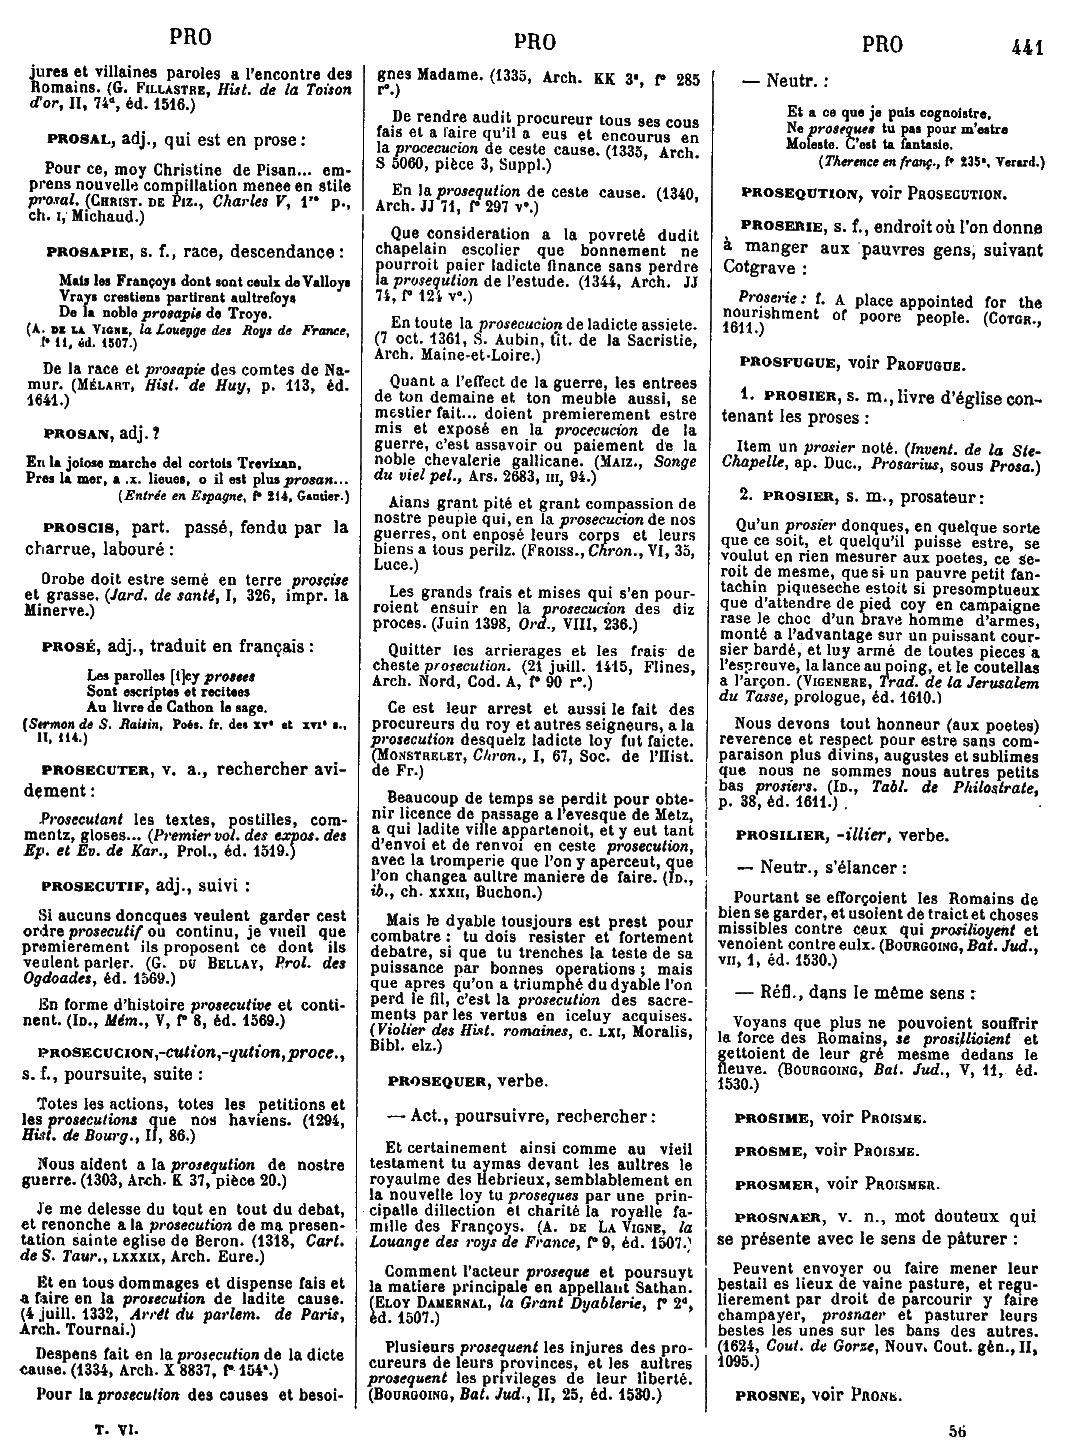 PRO PRO PRO 441
jures et villaines paroles a l'encontre des
Romains. (G. FILLASTRE, Hist. de la Toison
d'or, II, 74ᵈ, éd. 1516.)
PROSAL, adj., qui est en prose :
Pour ce, moy Christine de Pisan... em-
prens nouvelle compillation menee en stile
prosal. (CHRIST. DE PIZ., Charles V, 1ʳᵉ p.,
ch. I, Michaud.)
PROSAPIE, s. f., race, descendance :
Mais les Françoys dont sont ceulx de Valloys
Vrays crestiens partirent aultrefoys
De la noble prosapie de Troye.
(A. DE LA VIGNE, la Louenge des Roys de France,
f° 11, éd. 1507.)
De la race et prosapie des comtes de Na-
mur. (MÉLART, Hist. de Huy, p. 113, éd.
1641.)
PROSAN, adj. ?
En la joiose marche del cortois Trevixan,
Pres la mer, a .x. lieues, o il est plus prosan...
(Entrée en Espagne, f° 214, Gautier.)
PROSCIS, part. passé, fendu par la
charrue, labouré :
Orobe doit estre semé en terre proscise
et grasse. (Jard. de santé, I, 326, impr. la
Minerve.)
PROSÉ, adj., traduit en français :
Les parolles [i]cy prosees
Sont escriptes et recitees
Au livre de Cathon le sage.
(Sermon de S. Raisin, Poés. fr. des XVᵉ et XVIᵉ s.,
II, 114.)
PROSECUTER, v. a., rechercher avi-
dement :
Prosecutant les textes, postilles, com-
mentz, gloses... (Premier vol. des expos. des
Ep. et Ev. de Kar., Prol., éd. 1519.)
PROSECUTIF, adj., suivi :
Si aucuns doncques veulent garder cest
ordre prosecutif ou continu, je vueil que
premierement ils proposent ce dont ils
veulent parler. (G. DU BELLAY, Prol. des
Ogdoades, éd. 1569.)
En forme d'histoire prosecutive et conti-
nent. (ID., Mém., V, f° 8, éd. 1569.)
PROSECUCION, -cution, -qution, proce.,
s. f., poursuite, suite :
Totes les actions, totes les petitions et
les prosecutions que nos haviens. (1294,
Hist. de Bourg., II, 86.)
Nous aident a la proseqution de nostre
guerre. (1303, Arch. K 37, pièce 20.)
Je me delesse du tout en tout du debat,
et renonche a la prosecution de ma presen-
tation sainte eglise de Beron. (1318, Cart.
de S. Taur., LXXXIX, Arch. Eure.)
Et en tous dommages et dispense fais et
a faire en la prosecution de ladite cause.
(4 juill. 1332, Arrêt du parlem. de Paris,
Arch. Tournai.)
Despens fait en la prosecution de la dicte
cause. (1334, Arch. X 8837, f° 154ᵃ.)
Pour la prosecution des causes et besoi-
T. VI.
gnes Madame. (1335, Arch. KK 3ᵃ, f° 285
r°.)
De rendre audit procureur tous ses cous
fais et a faire qu'il a eus et encourus en
la procecucion de ceste cause. (1335, Arch.
S 5060, pièce 3, Suppl.)
En la proseqution de ceste cause. (1340,
Arch. JJ 71, f° 297 v°.)
Que consideration a la povreté dudit
chapelain escolier que bonnement ne
pourroit paier ladicte finance sans perdre
la proseqution de l'estude. (1344, Arch. JJ
74, f° 124 v°.)
En toute la prosecucion de ladicte assiete.
(7 oct. 1361, S. Aubin, tit. de la Sacristie,
Arch. Maine-et-Loire.)
Quant a l'effect de la guerre, les entrees
de ton demaine et ton meuble aussi, se
mestier fait... doient premierement estre
mis et exposé en la procecution de la
guerre, c'est assavoir ou paiement de la
noble chevalerie gallicane. (MAIZ., Songe
du viel pel., Ars. 2683, III, 94.)
Aians grant pité et grant compassion de
nostre peuple qui, en la prosecucion de nos
guerres, ont enposé leurs corps et leurs
biens a tous perilz. (FROISS., Chron., VI, 35,
Luce.)
Les grands frais et mises qui s'en pour-
roient ensuir en la prosecucion des diz
proces. (Juin 1398, Ord., VIII, 236.)
Quitter les arrierages et les frais de
cheste prosecution. (21 juill. 1415, Flines,
Arch. Nord, Cod. A, f° 90 r°.)
Ce est leur arrest et aussi le fait des
procureurs du roy et autres seigneurs, a la
prosecution desquelz ladicte loy fut faicte.
(MONSTRELET, Chron., I, 67, Soc. de l'Hist.
de Fr.)
Beaucoup de temps se perdit pour obte-
nir licence de passage a l'evesque de Metz,
a qui ladite ville appartenoit, et y eut tant
d'envoi et de renvoi en ceste prosecution,
avec la tromperie que l'on y aperceut, que
l'on changea aultre maniere de faire. (ID.,
ib., ch. XXXII, Buchon.)
Mais le dyable tousjours est prest pour
combatre : tu dois resister et fortement
debatre, si que tu trenches la teste de sa
puissance par bonnes operations ; mais
que apres qu'on a triumphé du dyable l'on
perd le fil, c'est la prosecution des sacre-
ments par les vertus en iceluy acquises.
(Violier des Hist. romaines, c. LXI, Moralis,
Bibl. elz.)
PROSEQUER, verbe.
— Act., poursuivre, rechercher :
Et certainement ainsi comme au vieil
testament tu aymas devant les aultres le
royaulme des Hebrieux, semblablement en
la nouvelle loy tu proseques par une prin-
cipalle dillection et charité la royalle fa-
mille des Françoys. (A. DE LA VIGNE, la
Louange des roys de France, f° 9, éd. 1507.)
Comment l'acteur proseque et poursuyt
la matiere principale en appellant Sathan.
(ELOY DAMERNAL, la Grant Dyablerie, f° 2ᵈ,
éd. 1507.)
Plusieurs prosequent les injures des pro-
cureurs de leurs provinces, et les aultres
prosequent les privileges de leur liberté.
(BOURGOING, Bat. Jud., II, 25, éd. 1530.)
— Neutr. :
Et a ce que je puis cognoistre,
Ne proseques tu pas pour m'estre
Moleste. C'est ta fantasie.
(Therence en franç., f° 235ᵃ, Verard.)
PROSEQUTION, voir PROSECUTION.
PROSERIE, s. f., endroit où l'on donne
à manger aux pauvres gens, suivant
Cotgrave :
Proserie : f. A place appointed for the
nourishment of poore people. (COTGR.,
1611.)
PROSFUGUE, voir PROFUGUE.
1. PROSIER, s. m., livre d'église con-
tenant les proses :
Item un prosier noté. (Invent. de la Ste-
Chapelle, ap. Duc., Prosarius, sous Prosa.)
2. PROSIER, s. m., prosateur :
Qu'un prosier donques, en quelque sorte
que ce soit, et quelqu'il puisse estre, se
voulut en rien mesurer aux poetes, ce se-
roit de mesme, que si un pauvre petit fan-
tachin piqueseche estoit si presomptueux
que d'attendre de pied coy en campaigne
rase le choc d'un brave homme d'armes,
monté a l'advantage sur un puissant cour-
sier bardé, et luy armé de toutes pieces a
l'espreuve, la lance au poing, et le coutellas
a l'arçon. (VIGENERE, Trad. de la Jerusalem
du Tasse, prologue, éd. 1610.)
Nous devons tout honneur (aux poetes)
reverence et respect pour estre sans com-
paraison plus divins, augustes et sublimes
que nous ne sommes nous autres petits
bas prosiers. (ID., Tabl. de Philostrate,
p. 38, éd. 1611.)
PROSILIER, -illier, verbe.
— Neutr., s'élancer :
Pourtant se efforçoient les Romains de
bien se garder, et usoient de traict et choses
missibles contre ceux qui prosilioyent et
venoient contre eulx. (BOURGOING, Bat. Jud.,
VII, 1, éd. 1530.)
— Réfl., dans le même sens :
Voyans que plus ne pouvoient souffrir
la force des Romains, se prosillioient et
gettoient de leur gré mesme dedans le
fleuve. (BOURGOING, Bat. Jud., V, 11, éd.
1530.)
PROSIME, voir PROISME.
PROSME, voir PROISME.
PROSMER, voir PROISMER.
PROSNAER, v. n., mot douteux qui
se présente avec le sens de pâturer :
Peuvent envoyer ou faire mener leur
bestail es lieux de vaine pasture, et regu-
lierement par droit de parcourir y faire
champayer, prosnaer et pasturer leurs
bestes les unes sur les bans des autres.
(1624, Cout. de Gorze, Nouv. Cout. gén., II,
1095.)
PROSNE, voir PRONE.
56